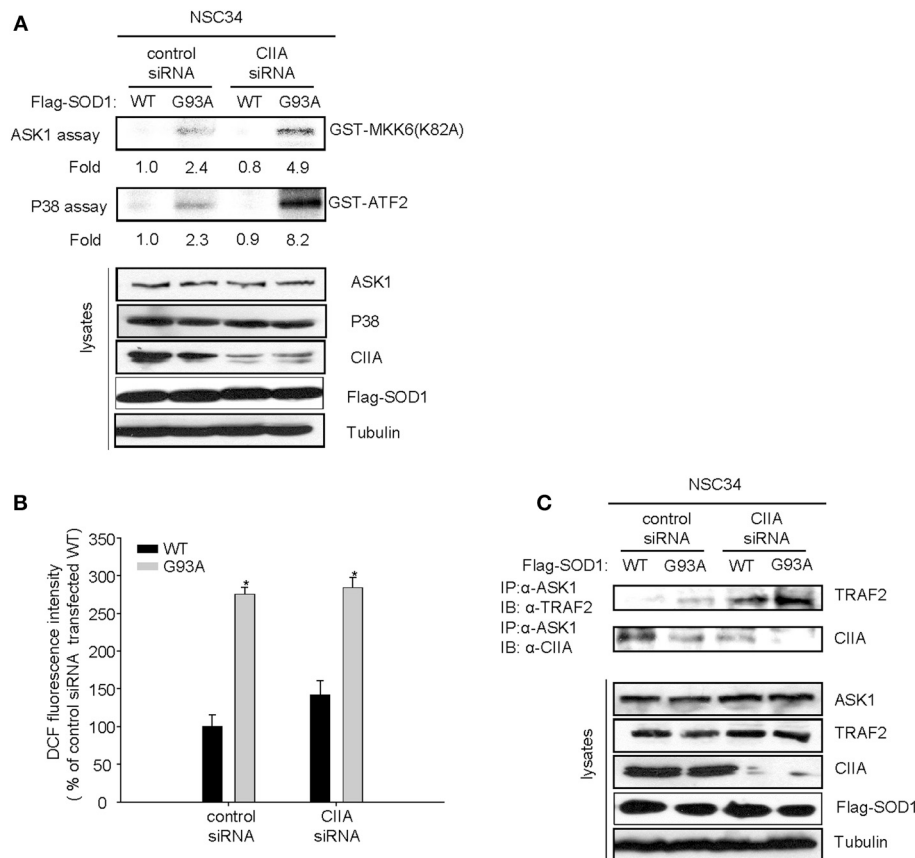 A
NSC34
control siRNA
CIIA siRNA
Flag-SOD1: WT G93A WT G93A
ASK1 assay GST-MKK6(K82A)
Fold 1.0 2.4 0.8 4.9
P38 assay GST-ATF2
Fold 1.0 2.3 0.9 8.2
lysates
ASK1
P38
CIIA
Flag-SOD1
Tubulin
B
DCF fluorescence intensity
( % of control siRNA transfected WT)
350
300
250
200
150
100
50
0
WT
G93A
* *
control siRNA
CIIA siRNA
C
NSC34
control siRNA
CIIA siRNA
Flag-SOD1: WT G93A WT G93A
IP:α-ASK1
IB: α-TRAF2
TRAF2
IP:α-ASK1
IB: α-CIIA
CIIA
lysates
ASK1
TRAF2
CIIA
Flag-SOD1
Tubulin